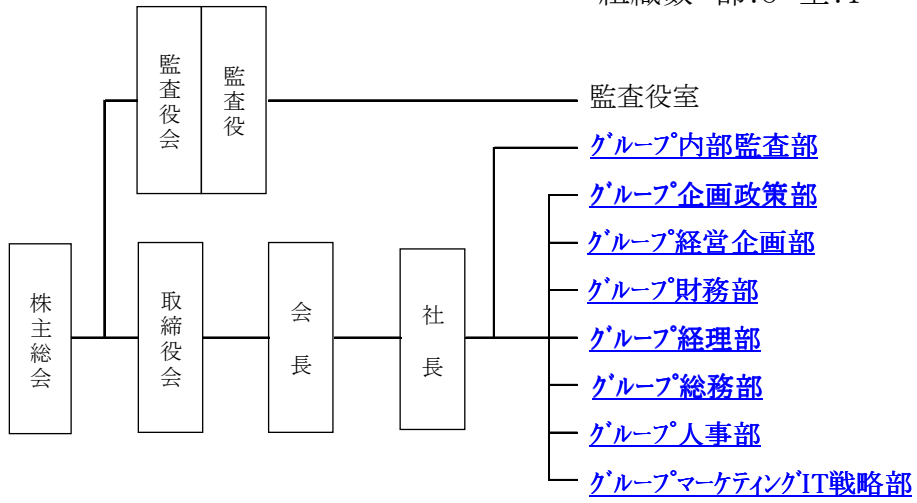 監査役会
監査役
監査役室
グループ内部監査部
グループ企画政策部
グループ経営企画部
グループ財務部
グループ経理部
グループ総務部
グループ人事部
グループマーケティングIT戦略部
株主総会
取締役会
会長
社長